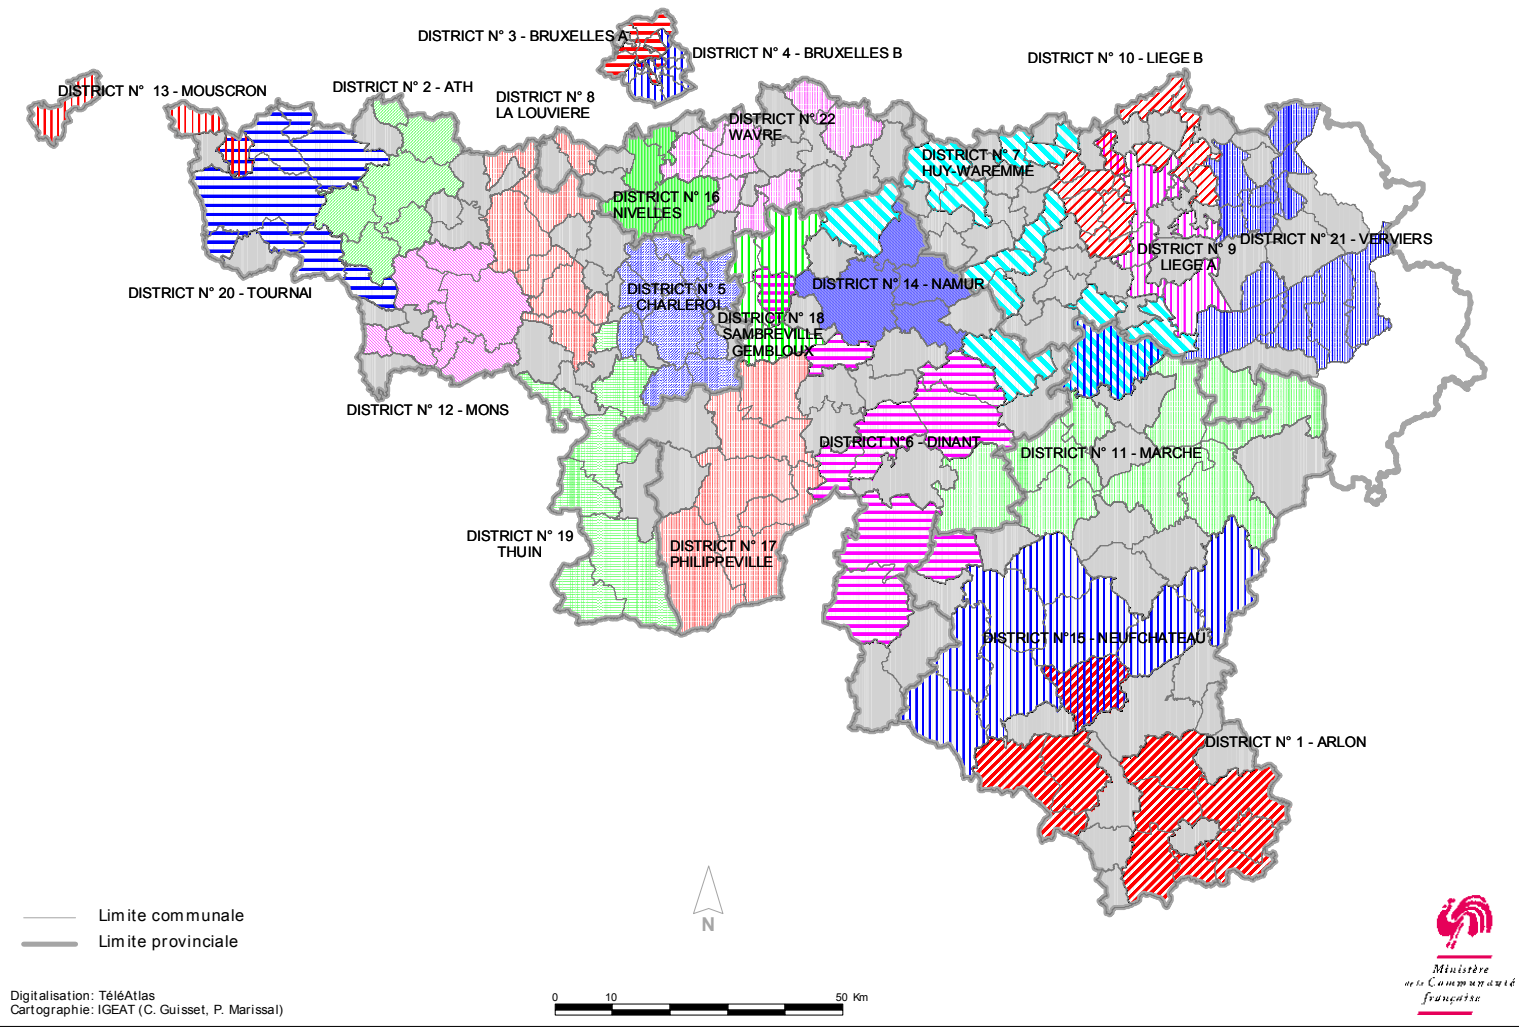 DISTRICT N° 3 - BRUXELLES A
DISTRICT N° 4 - BRUXELLES B
DISTRICT N° 10 - LIEGE B
DISTRICT N° 13 - MOUSCRON
DISTRICT N° 2 - ATH
DISTRICT N° 8
LA LOUVIERE
DISTRICT N° 22
WAVRE
DISTRICT N° 7
HUY-WAREMME
DISTRICT N° 16
NIVELLES
DISTRICT N° 9
LIEGE A
DISTRICT N° 21 - VERVIERS
DISTRICT N° 20 - TOURNAI
DISTRICT N° 5
CHARLEROI
DISTRICT N° 14 - NAMUR
DISTRICT N° 18
SAMBREVILLE
GEMBLOUX
DISTRICT N° 12 - MONS
DISTRICT N°6 - DINANT
DISTRICT N° 11 - MARCHE
DISTRICT N° 19
THUIN
DISTRICT N° 17
PHILIPPEVILLE
DISTRICT N°15 - NEUFCHATEAU
DISTRICT N° 1 - ARLON
Limite communale
Limite provinciale
N
Digitalisation: TéléAtlas
Cartographie: IGEAT (C. Guisset, P. Marissal)
0 10 50 Km
Ministère
de la Communauté
française